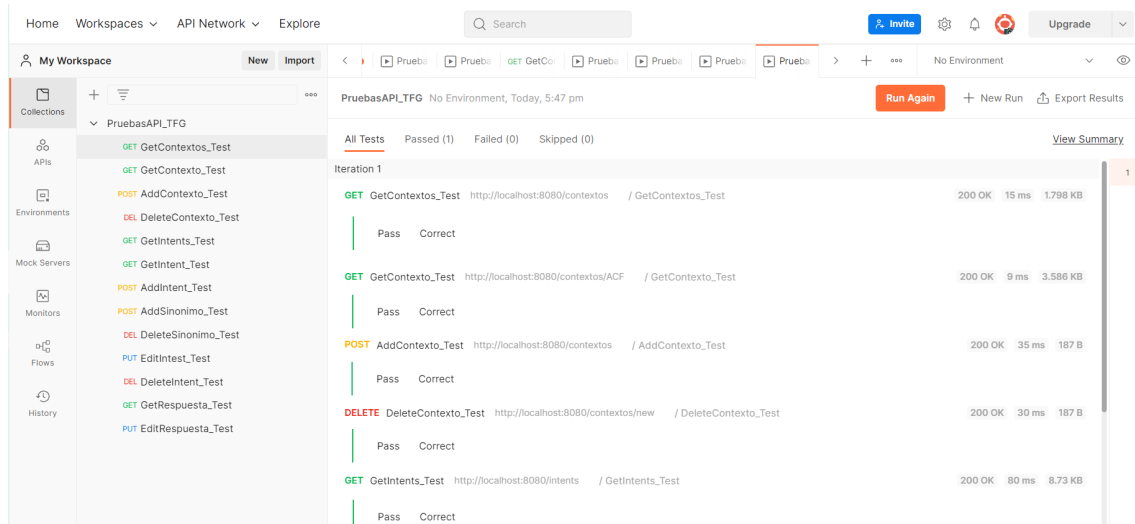 Home Workspaces API Network Explore Search Invite Upgrade
My Workspace New Import Prueba Prueba GET GetCo Prueba Prueba Prueba Prueba No Environment
Collections
APIs
Environments
Mock Servers
Monitors
Flows
History
PruebasAPI_TFG
GET GetContextos_Test
GET GetContexto_Test
POST AddContexto_Test
DEL DeleteContexto_Test
GET GetIntents_Test
GET GetIntent_Test
POST AddIntent_Test
POST AddSinonimo_Test
DEL DeleteSinonimo_Test
PUT EditIntest_Test
DEL DeleteIntent_Test
GET GetRespuesta_Test
PUT EditRespuesta_Test
PruebasAPI_TFG No Environment, Today, 5:47 pm Run Again New Run Export Results
All Tests Passed (1) Failed (0) Skipped (0) View Summary
Iteration 1
1
GET GetContextos_Test http://localhost:8080/contextos / GetContextos_Test 200 OK 15 ms 1.798 KB
Pass Correct
GET GetContexto_Test http://localhost:8080/contextos/ACF / GetContexto_Test 200 OK 9 ms 3.586 KB
Pass Correct
POST AddContexto_Test http://localhost:8080/contextos / AddContexto_Test 200 OK 35 ms 187 B
Pass Correct
DELETE DeleteContexto_Test http://localhost:8080/contextos/new / DeleteContexto_Test 200 OK 30 ms 187 B
Pass Correct
GET GetIntents_Test http://localhost:8080/intents / GetIntents_Test 200 OK 80 ms 8.73 KB
Pass Correct